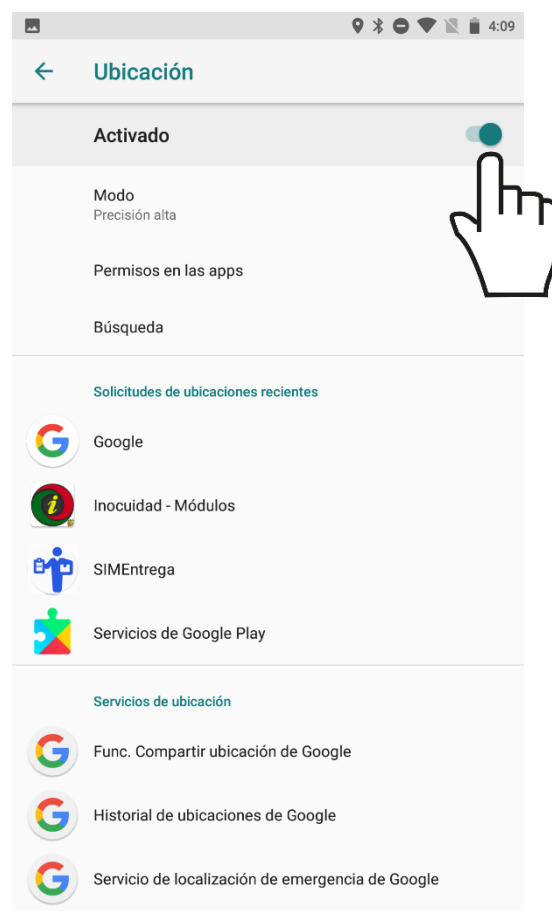 4:09
Ubicación
Activado
Modo
Precisión alta
Permisos en las apps
Búsqueda
Solicitudes de ubicaciones recientes
Google
Inocuidad - Módulos
SIMEntrega
Servicios de Google Play
Servicios de ubicación
Func. Compartir ubicación de Google
Historial de ubicaciones de Google
Servicio de localización de emergencia de Google